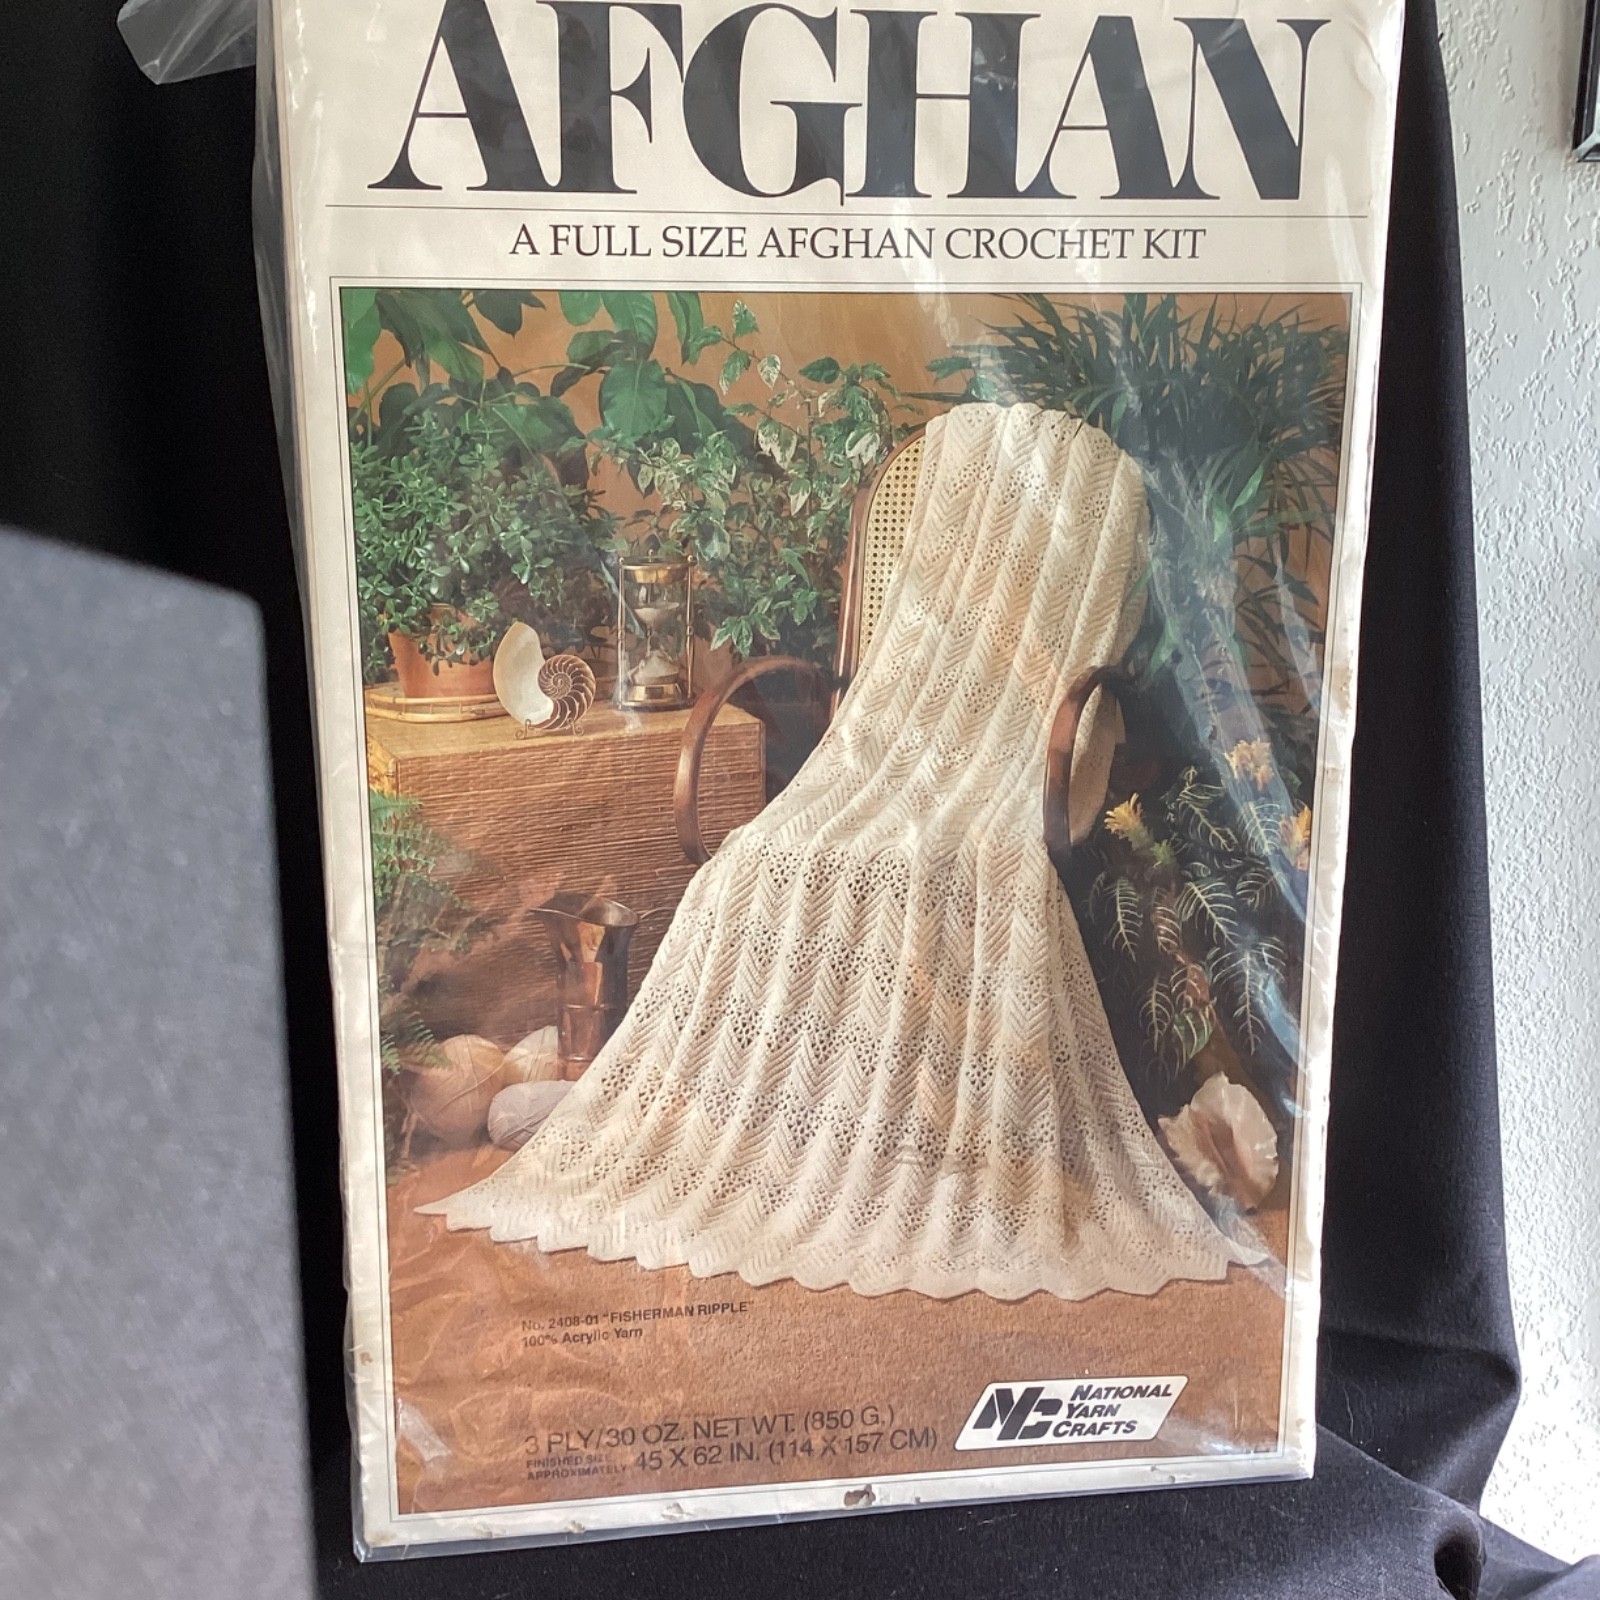 AFGHAN
A FULL SIZE AFGHAN CROCHET KIT
No. 2408-01 "FISHERMAN RIPPLE"
100% Acrylic Yarn
3 PLY/30 OZ. NET WT. (850 G.)
FINISHED SIZE
APPROXIMATELY 45 X 62 IN. (114 X 157 CM)
NYC NATIONAL
YARN
CRAFTS